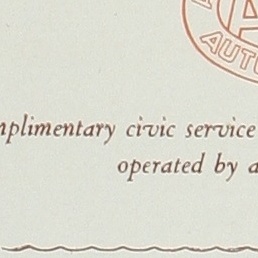 A
AUTO
mplimentary civic service
operated by a